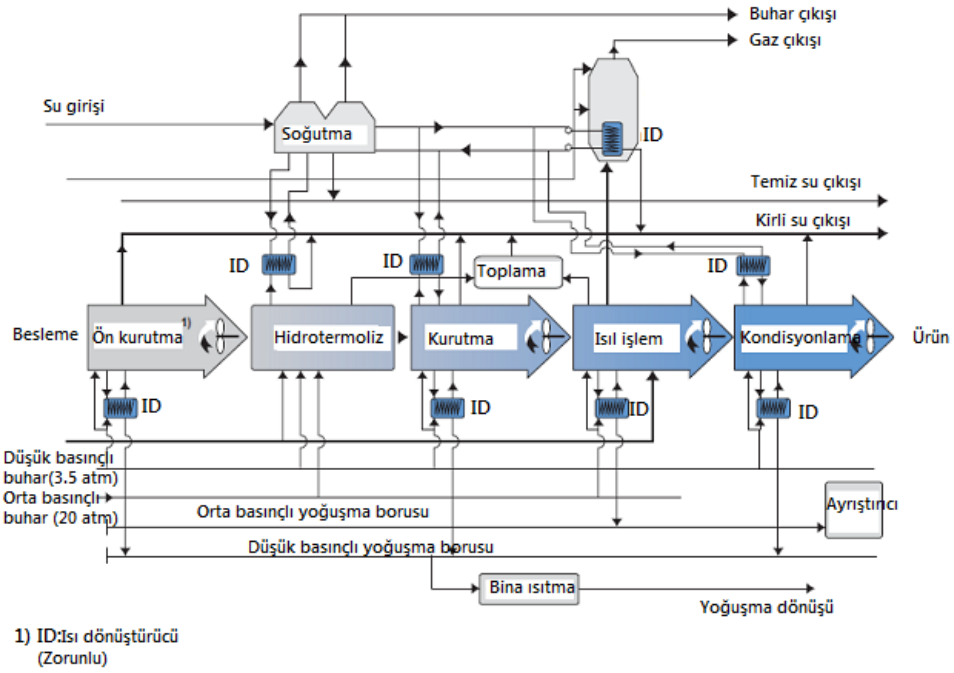 Buhar çıkışı
Gaz çıkışı
Su girişi
Soğutma
ID
Temiz su çıkışı
Kirli su çıkışı
ID
ID
Toplama
ID
Besleme
Ön kurutma 1)
Hidrotermoliz
Kurutma
Isıl işlem
Kondisyonlama
Ürün
ID
ID
ID
ID
Düşük basınçlı
buhar(3.5 atm)
Orta basınçlı
buhar (20 atm)
Orta basınçlı yoğuşma borusu
Ayrıştırıcı
Düşük basınçlı yoğuşma borusu
Bina ısıtma
Yoğuşma dönüşü
1) ID:Isı dönüştürücü
(Zorunlu)